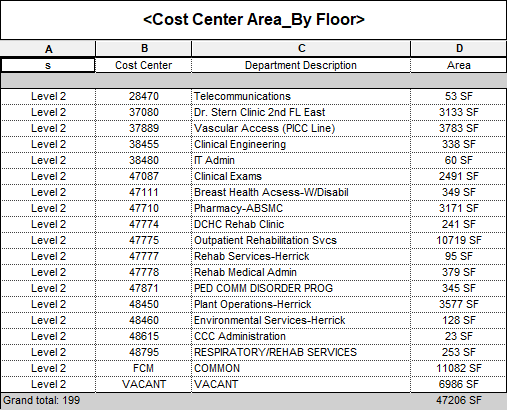 <Cost Center Area_By Floor>
A B C D
s Cost Center Department Description Area
Level 2 28470 Telecommunications 53 SF
Level 2 37080 Dr. Stern Clinic 2nd FL East 3133 SF
Level 2 37889 Vascular Access (PICC Line) 3783 SF
Level 2 38455 Clinical Engineering 338 SF
Level 2 38480 IT Admin 60 SF
Level 2 47087 Clinical Exams 2491 SF
Level 2 47111 Breast Health Acsess-W/Disabil 349 SF
Level 2 47710 Pharmacy-ABSMC 3171 SF
Level 2 47774 DCHC Rehab Clinic 241 SF
Level 2 47775 Outpatient Rehabilitation Svcs 10719 SF
Level 2 47777 Rehab Services-Herrick 95 SF
Level 2 47778 Rehab Medical Admin 379 SF
Level 2 47871 PED COMM DISORDER PROG 345 SF
Level 2 48450 Plant Operations-Herrick 3577 SF
Level 2 48460 Environmental Services-Herrick 128 SF
Level 2 48615 CCC Administration 23 SF
Level 2 48795 RESPIRATORY/REHAB SERVICES 253 SF
Level 2 FCM COMMON 11082 SF
Level 2 VACANT VACANT 6986 SF
Grand total: 199 47206 SF